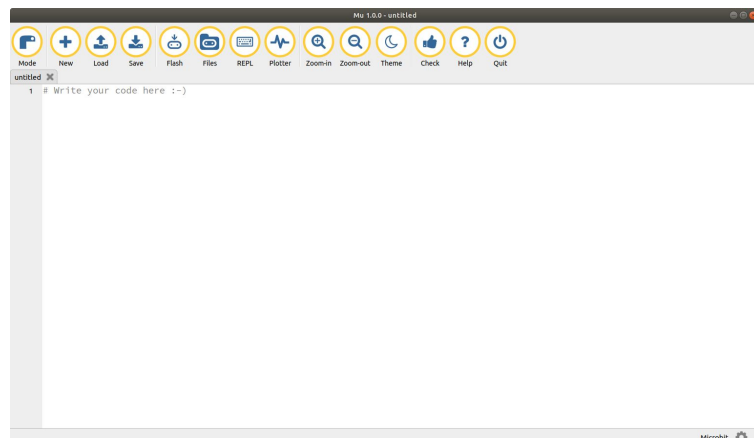 Mu 1.0.0 - untitled
Mode New Load Save Flash Files REPL Plotter Zoom-in Zoom-out Theme Check Help Quit
untitled
1 # Write your code here :-)
Microbit